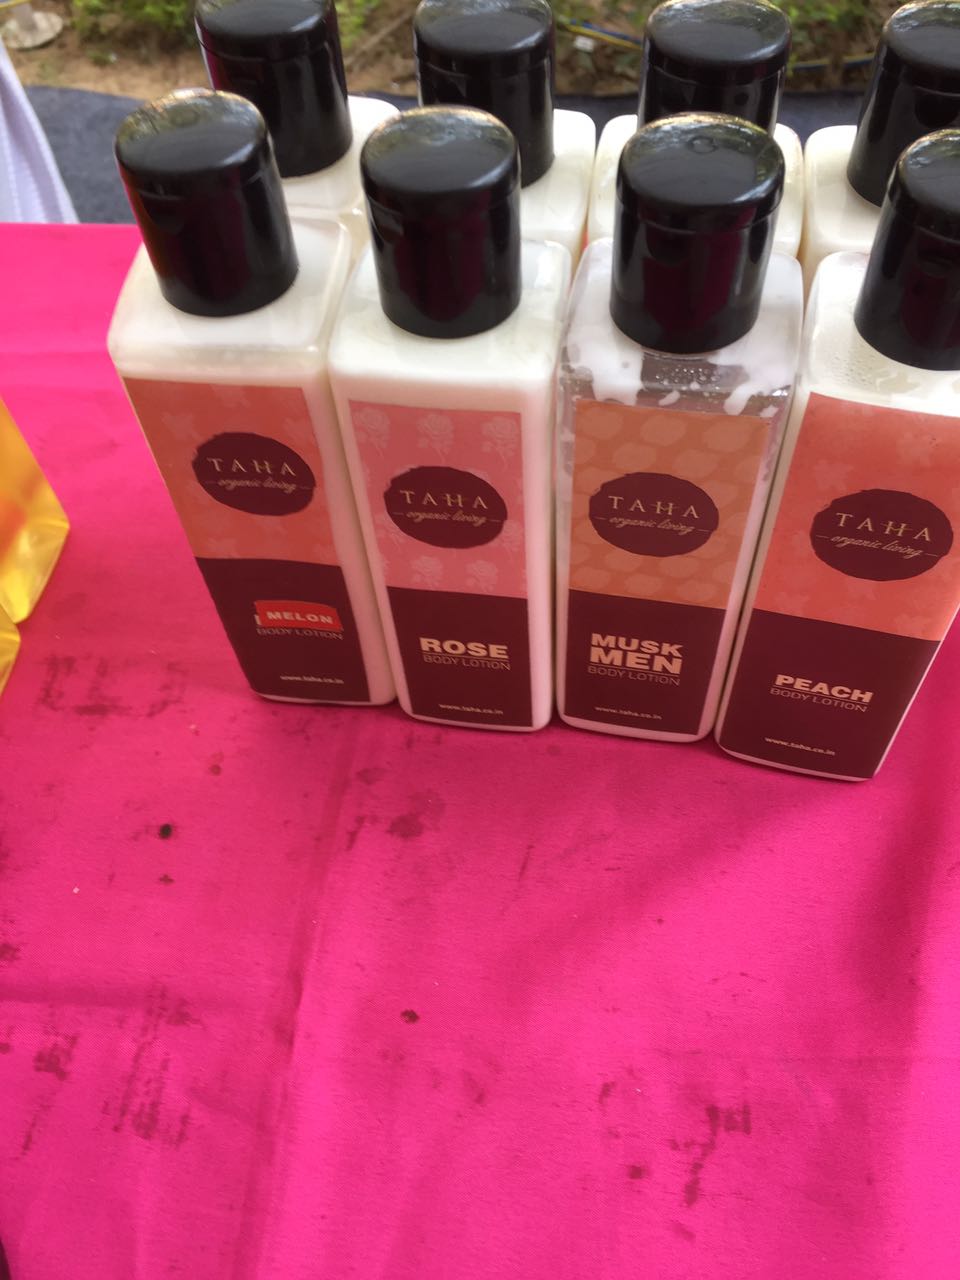 TAHA
organic living
MELON
BODY LOTION
www.taha.co.in
TAHA
organic living
ROSE
BODY LOTION
www.taha.co.in
TAHA
organic living
MUSK
MEN
BODY LOTION
www.taha.co.in
TAHA
organic living
PEACH
BODY LOTION
www.taha.co.in